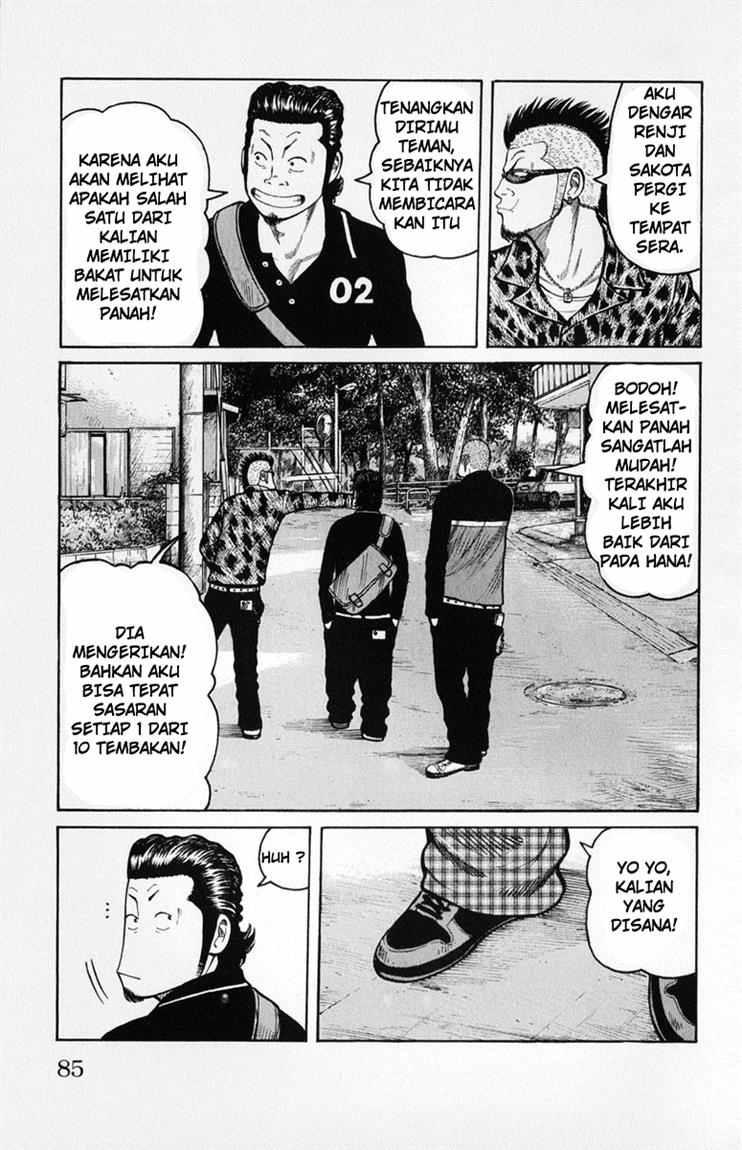 AKU
DENGAR
RENJI
DAN
SAKOTA
PERGI
KE
TEMPAT
SERA.
TENANGKAN
DIRIMU
TEMAN,
SEBAIKNYA
KITA TIDAK
MEMBICARA
KAN ITU
KARENA AKU
AKAN MELIHAT
APAKAH SALAH
SATU DARI
KALIAN
MEMILIKI
BAKAT UNTUK
MELESATKAN
PANAH!
02
BODOH!
MELESAT-
KAN PANAH
SANGATLAH
MUDAH!
TERAKHIR
KALI AKU
LEBIH
BAIK DARI
PADA HANA!
DIA
MENGERIKAN!
BAHKAN AKU
BISA TEPAT
SASARAN
SETIAP 1 DARI
10 TEMBAKAN!
YO YO,
KALIAN
YANG
DISANA!
HUH ?
...
85